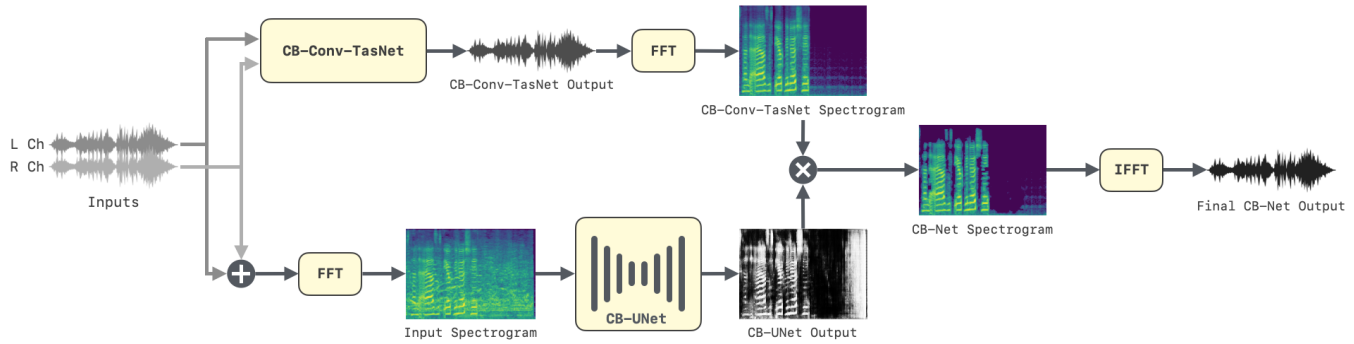 CB-Conv-TasNet
FFT
CB-Conv-TasNet Output
CB-Conv-TasNet Spectrogram
L Ch
R Ch
Inputs
IFFT
Final CB-Net Output
CB-Net Spectrogram
FFT
Input Spectrogram
CB-UNet
CB-UNet Output